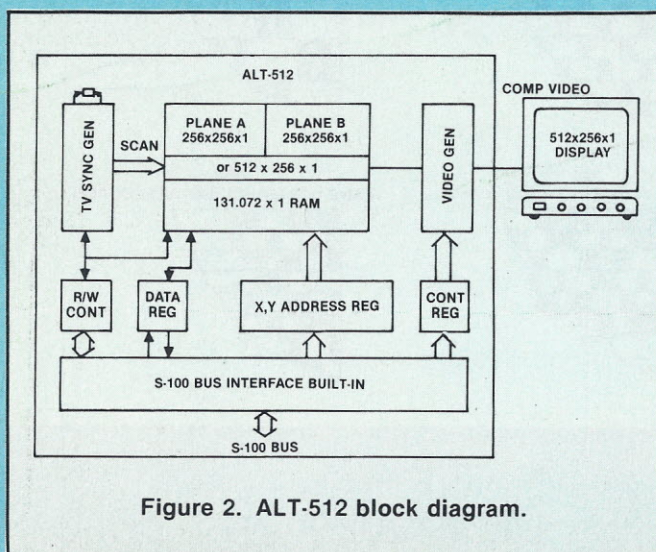 ALT-512
COMP VIDEO
TV SYNC GEN
SCAN
PLANE A
256x256x1
PLANE B
256x256x1
or 512 x 256 x 1
131.072 x 1 RAM
VIDEO GEN
512x256x1
DISPLAY
R/W
CONT
DATA
REG
X,Y ADDRESS REG
CONT
REG
S-100 BUS INTERFACE BUILT-IN
S-100 BUS
Figure 2. ALT-512 block diagram.